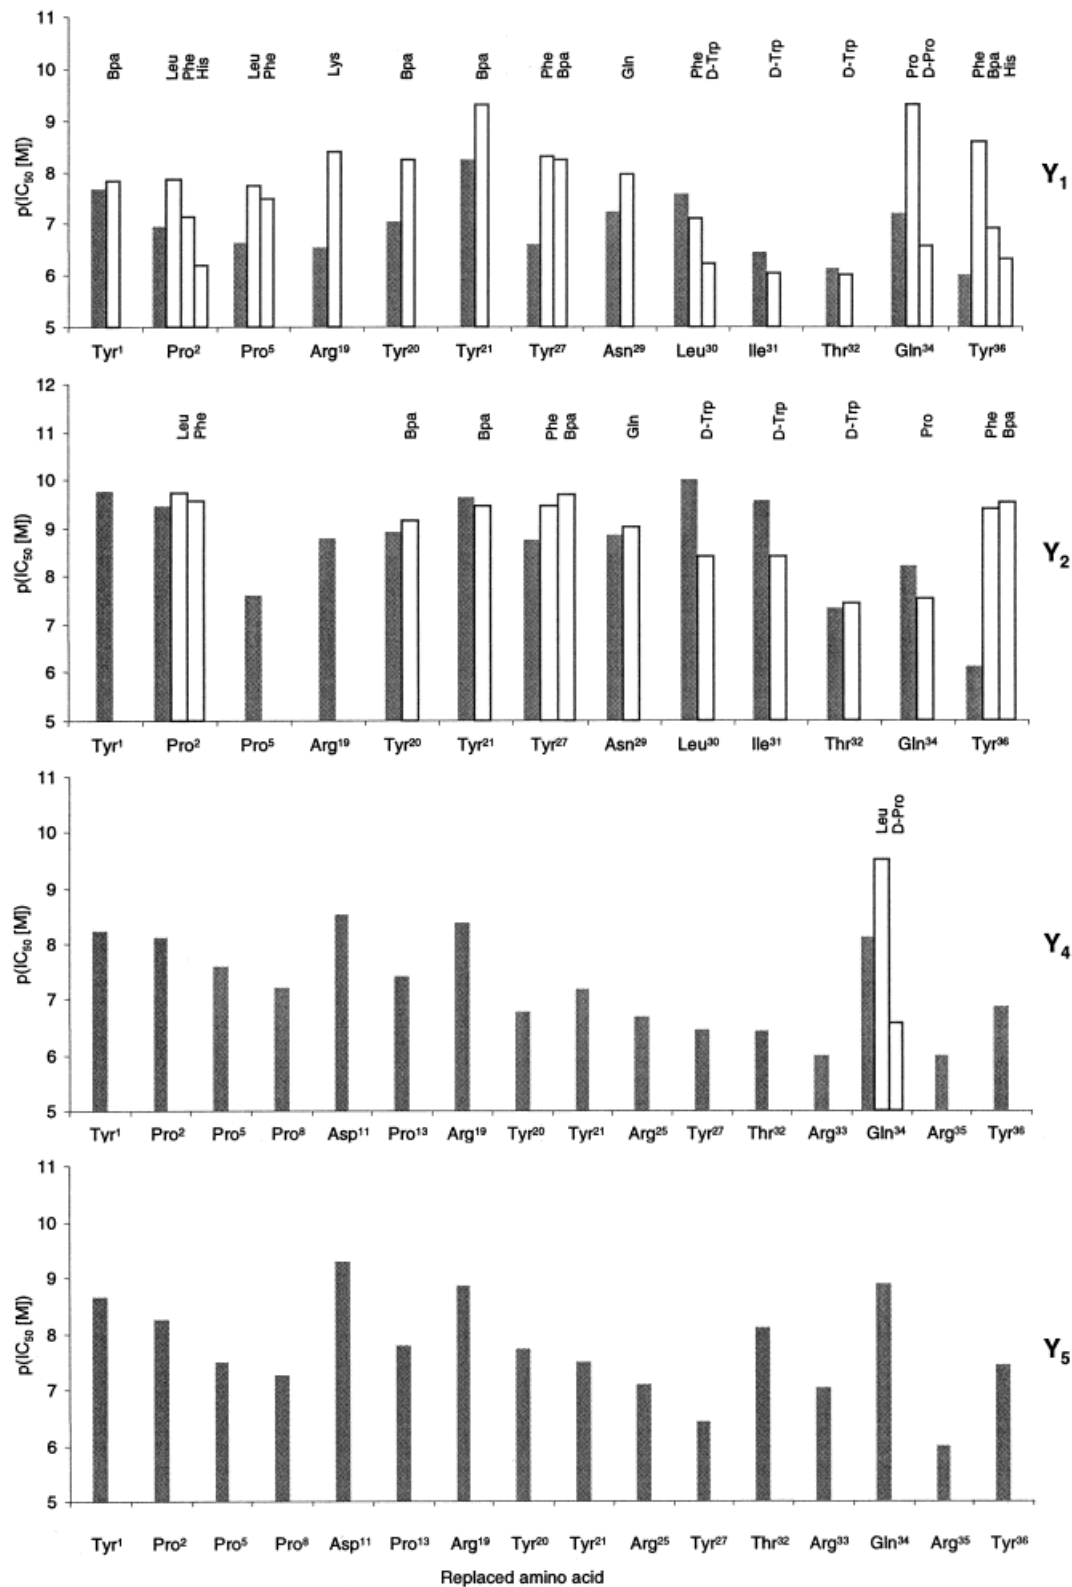 11
10
9
8
7
6
5
p(IC₅₀ [M])
Bpa
Leu
Phe
His
Leu
Phe
Lys
Bpa
Bpa
Phe
Bpa
Gln
Phe
D-Trp
D-Trp
D-Trp
Pro
D-Pro
Phe
Bpa
His
Y₁
Tyr¹ Pro² Pro⁵ Arg¹⁹ Tyr²⁰ Tyr²¹ Tyr²⁷ Asn²⁹ Leu³⁰ Ile³¹ Thr³² Gln³⁴ Tyr³⁶
12
11
10
9
8
7
6
5
p(IC₅₀ [M])
Leu
Phe
Bpa
Bpa
Phe
Bpa
Gln
D-Trp
D-Trp
D-Trp
Pro
Phe
Bpa
Y₂
Tyr¹ Pro² Pro⁵ Arg¹⁹ Tyr²⁰ Tyr²¹ Tyr²⁷ Asn²⁹ Leu³⁰ Ile³¹ Thr³² Gln³⁴ Tyr³⁶
11
10
9
8
7
6
5
p(IC₅₀ [M])
Leu
D-Pro
Y₄
Tyr¹ Pro² Pro⁵ Pro⁸ Asp¹¹ Pro¹³ Arg¹⁹ Tyr²⁰ Tyr²¹ Arg²⁵ Tyr²⁷ Thr³² Arg³³ Gln³⁴ Arg³⁵ Tyr³⁶
11
10
9
8
7
6
5
p(IC₅₀ [M])
Y₅
Tyr¹ Pro² Pro⁵ Pro⁸ Asp¹¹ Pro¹³ Arg¹⁹ Tyr²⁰ Tyr²¹ Arg²⁵ Tyr²⁷ Thr³² Arg³³ Gln³⁴ Arg³⁵ Tyr³⁶
Replaced amino acid